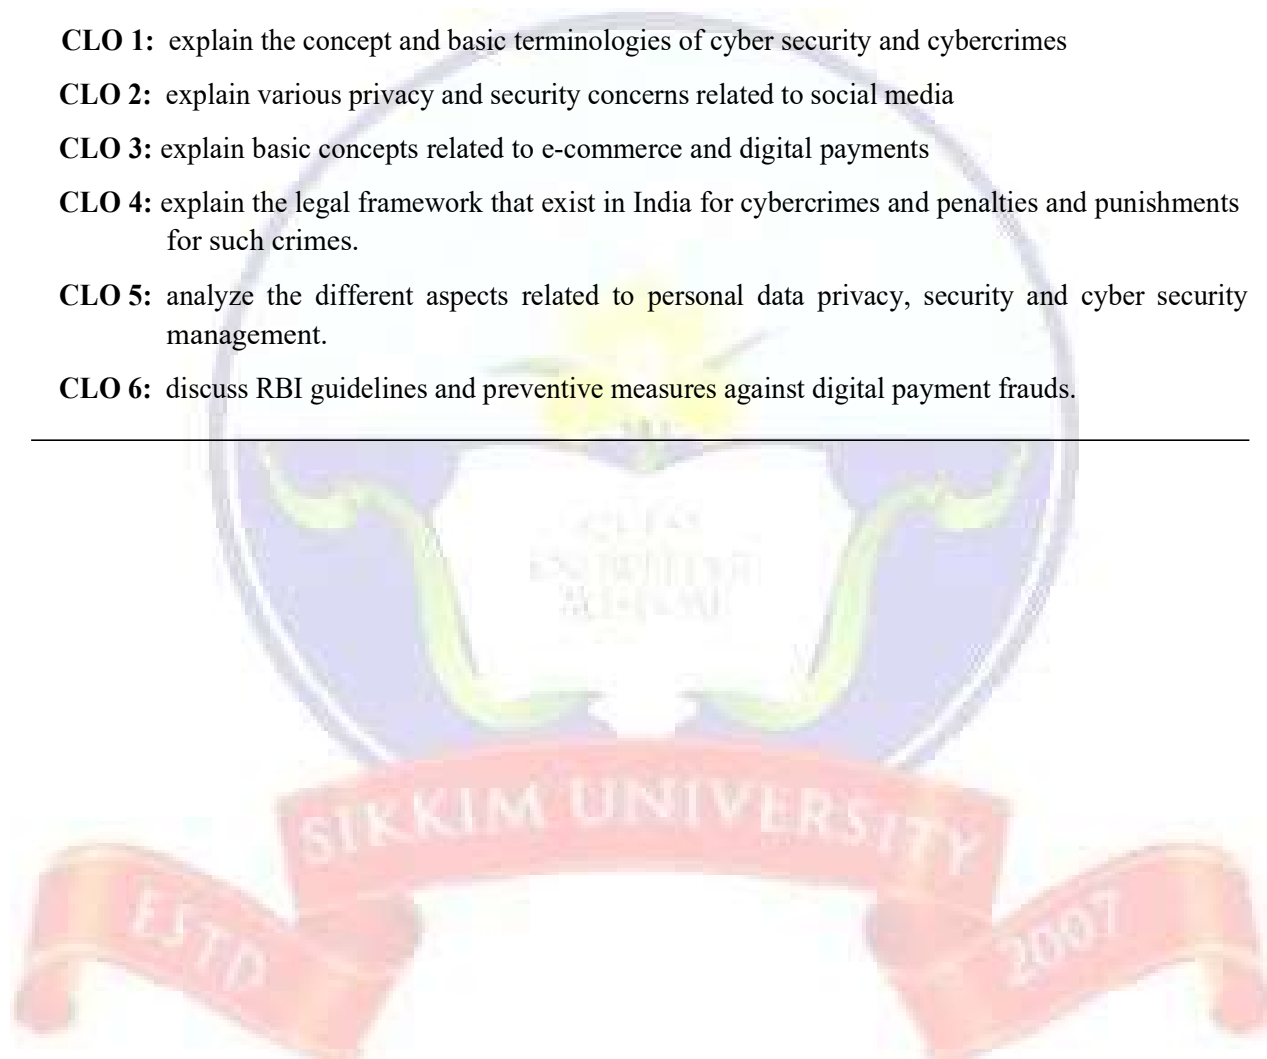 CLO 1: explain the concept and basic terminologies of cyber security and cybercrimes
CLO 2: explain various privacy and security concerns related to social media
CLO 3: explain basic concepts related to e-commerce and digital payments
CLO 4: explain the legal framework that exist in India for cybercrimes and penalties and punishments
for such crimes.
CLO 5: analyze the different aspects related to personal data privacy, security and cyber security
management.
CLO 6: discuss RBI guidelines and preventive measures against digital payment frauds.
SIKKIM UNIVERSITY
ESTD 2007